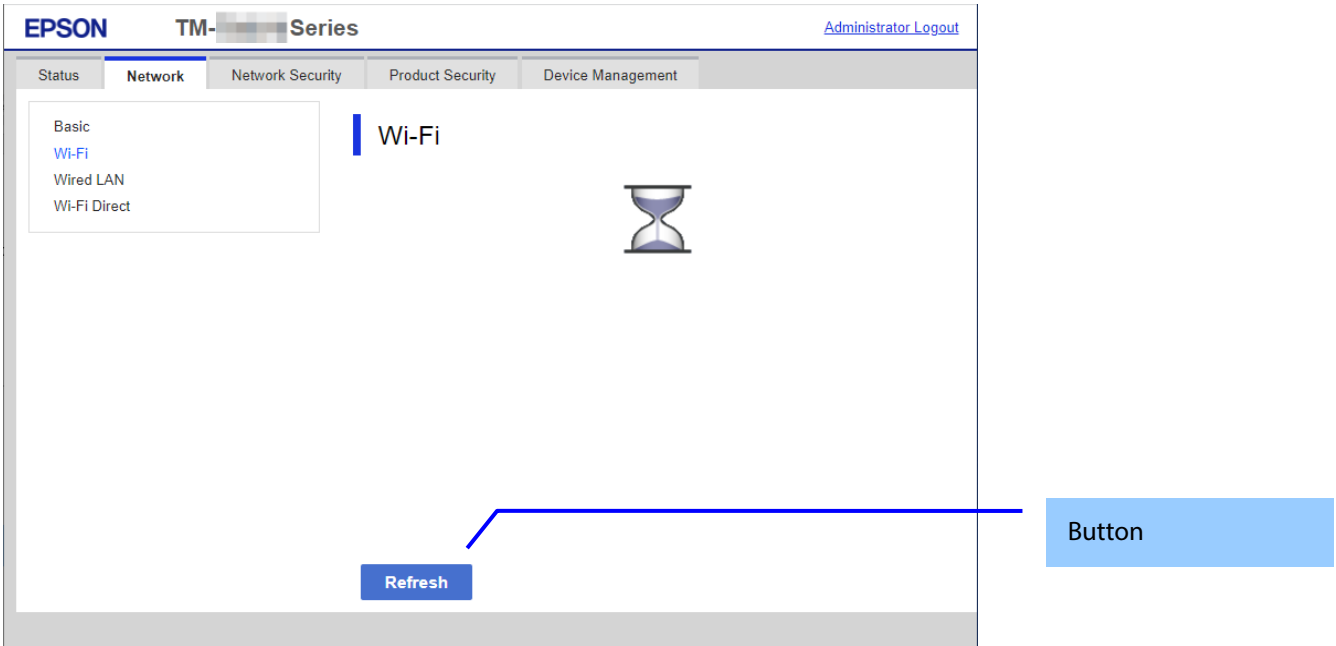 EPSON TM- Series Administrator Logout
Status Network Network Security Product Security Device Management
Basic
Wi-Fi
Wired LAN
Wi-Fi Direct
Wi-Fi
Button
Refresh